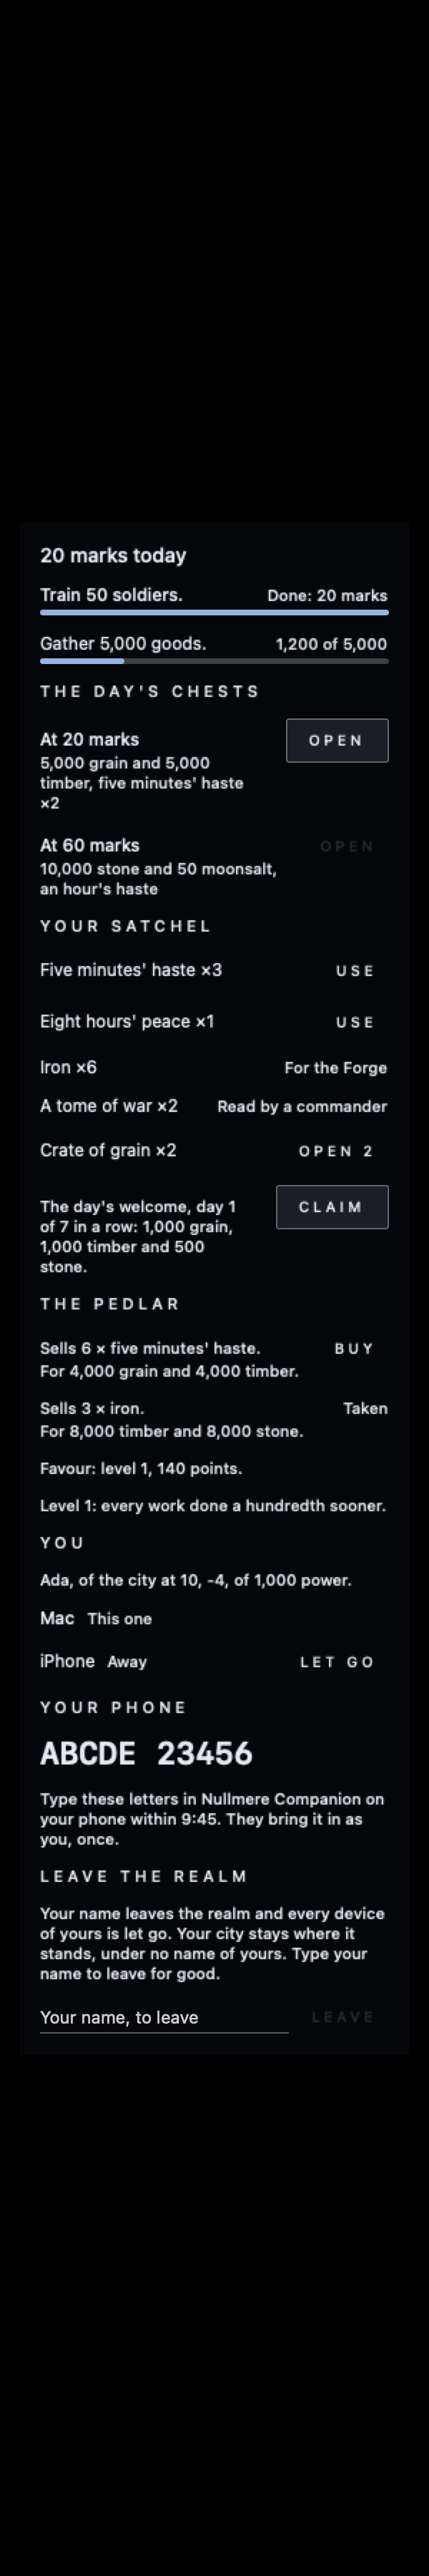 20 marks today
Train 50 soldiers. Done: 20 marks
Gather 5,000 goods. 1,200 of 5,000
THE DAY'S CHESTS
At 20 marks
OPEN
5,000 grain and 5,000
timber, five minutes' haste
×2
At 60 marks
OPEN
10,000 stone and 50 moonsalt,
an hour's haste
YOUR SATCHEL
Five minutes' haste ×3 USE
Eight hours' peace ×1 USE
Iron ×6 For the Forge
A tome of war ×2 Read by a commander
Crate of grain ×2 OPEN 2
The day's welcome, day 1
of 7 in a row: 1,000 grain,
1,000 timber and 500
stone.
CLAIM
THE PEDLAR
Sells 6 × five minutes' haste. BUY
For 4,000 grain and 4,000 timber.
Sells 3 × iron. Taken
For 8,000 timber and 8,000 stone.
Favour: level 1, 140 points.
Level 1: every work done a hundredth sooner.
YOU
Ada, of the city at 10, -4, of 1,000 power.
Mac This one
iPhone Away LET GO
YOUR PHONE
ABCDE 23456
Type these letters in Nullmere Companion on
your phone within 9:45. They bring it in as
you, once.
LEAVE THE REALM
Your name leaves the realm and every device
of yours is let go. Your city stays where it
stands, under no name of yours. Type your
name to leave for good.
Your name, to leave LEAVE